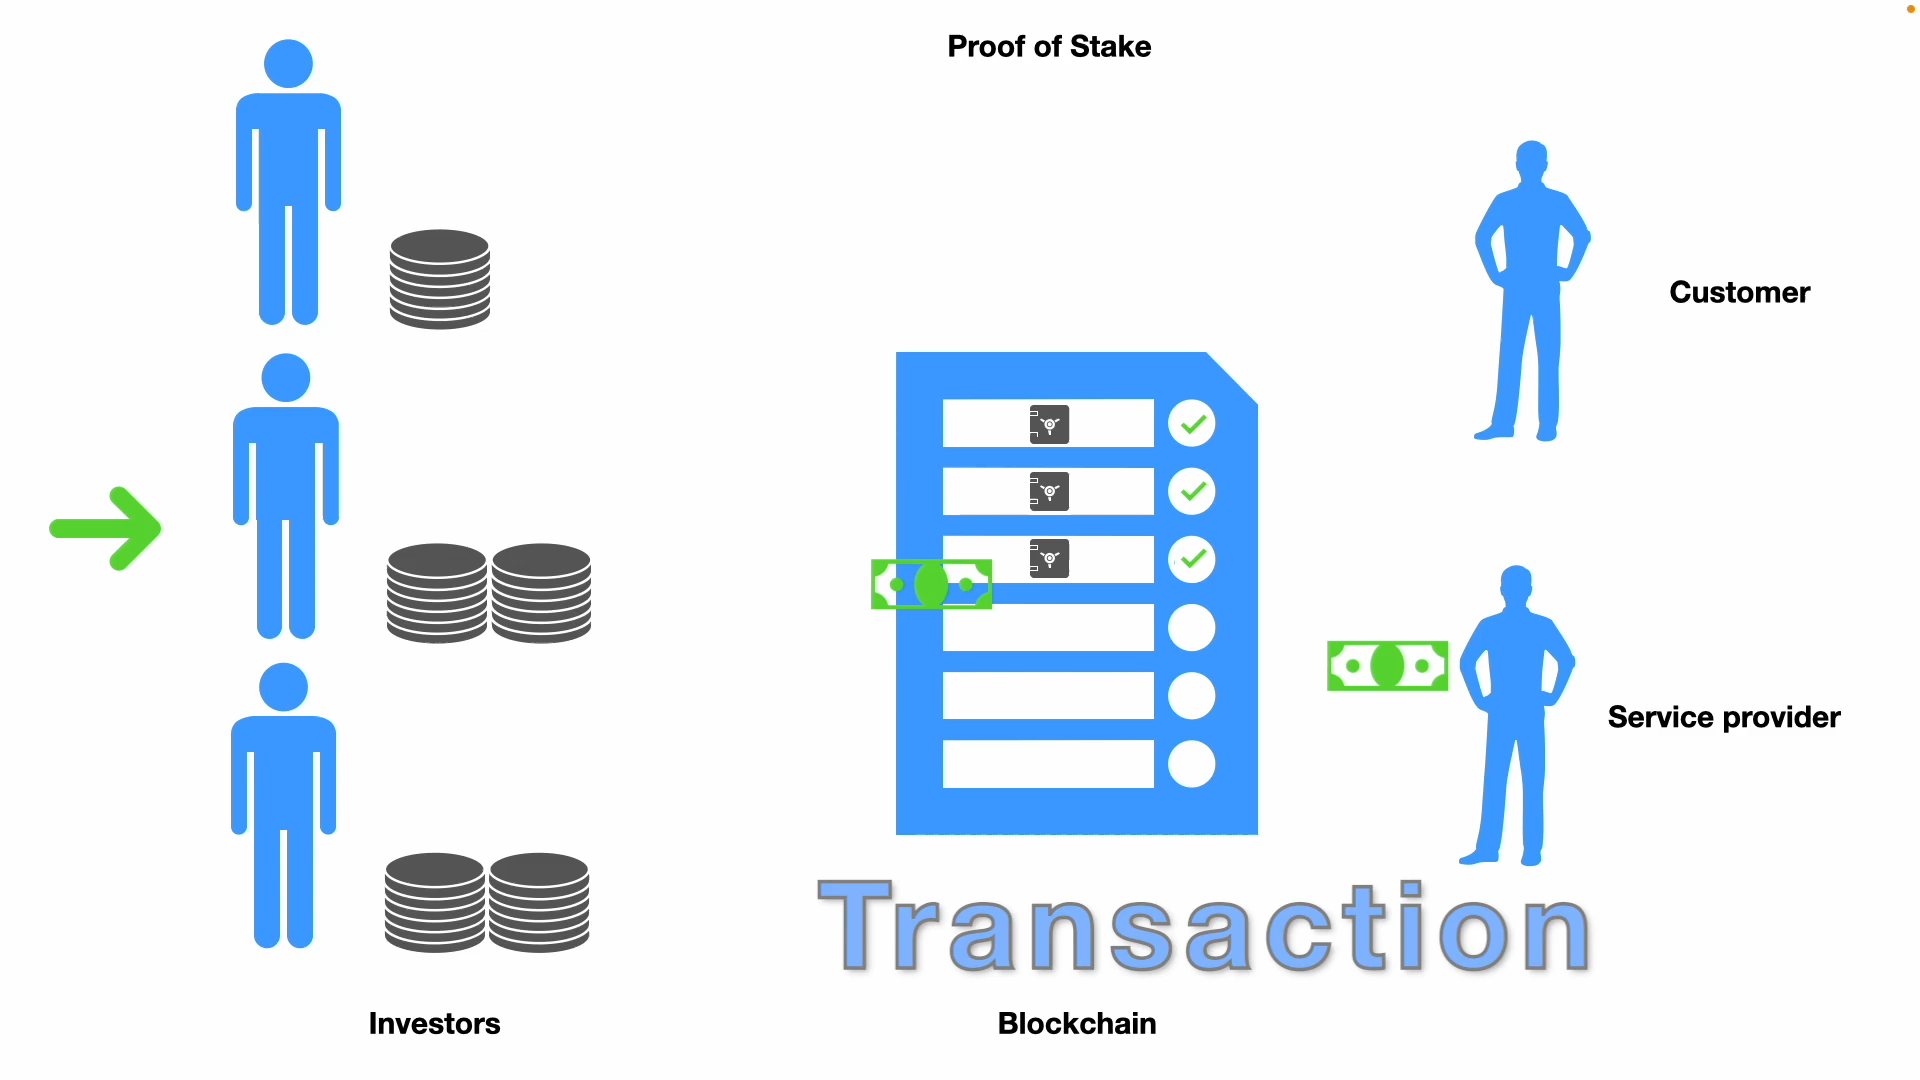 Proof of Stake
Customer
Service provider
Transaction
Investors
Blockchain